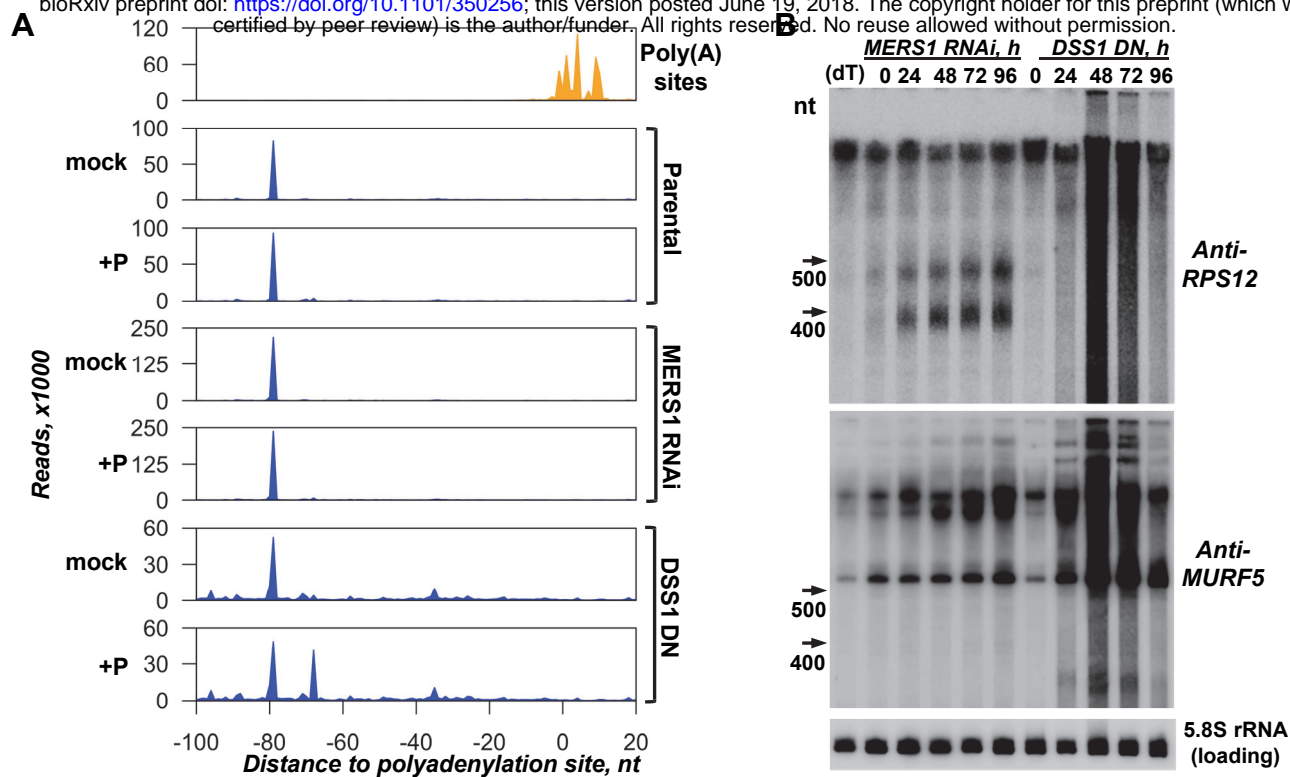 bioRxiv preprint doi: https://doi.org/10.1101/350256; this version posted June 19, 2018. The copyright holder for this preprint (which w
certified by peer review) is the author/funder. All rights reserved. No reuse allowed without permission.
A
120
60
0
Poly(A)
sites
mock
100
50
0
+P
100
50
0
Parental
mock
250
125
0
+P
250
125
0
MERS1 RNAi
mock
60
30
0
+P
60
30
0
DSS1 DN
Reads, x1000
-100 -80 -60 -40 -20 0 20
Distance to polyadenylation site, nt
B
MERS1 RNAi, h DSS1 DN, h
(dT) 0 24 48 72 96 0 24 48 72 96
nt
500
400
Anti-
RPS12
500
400
Anti-
MURF5
5.8S rRNA
(loading)